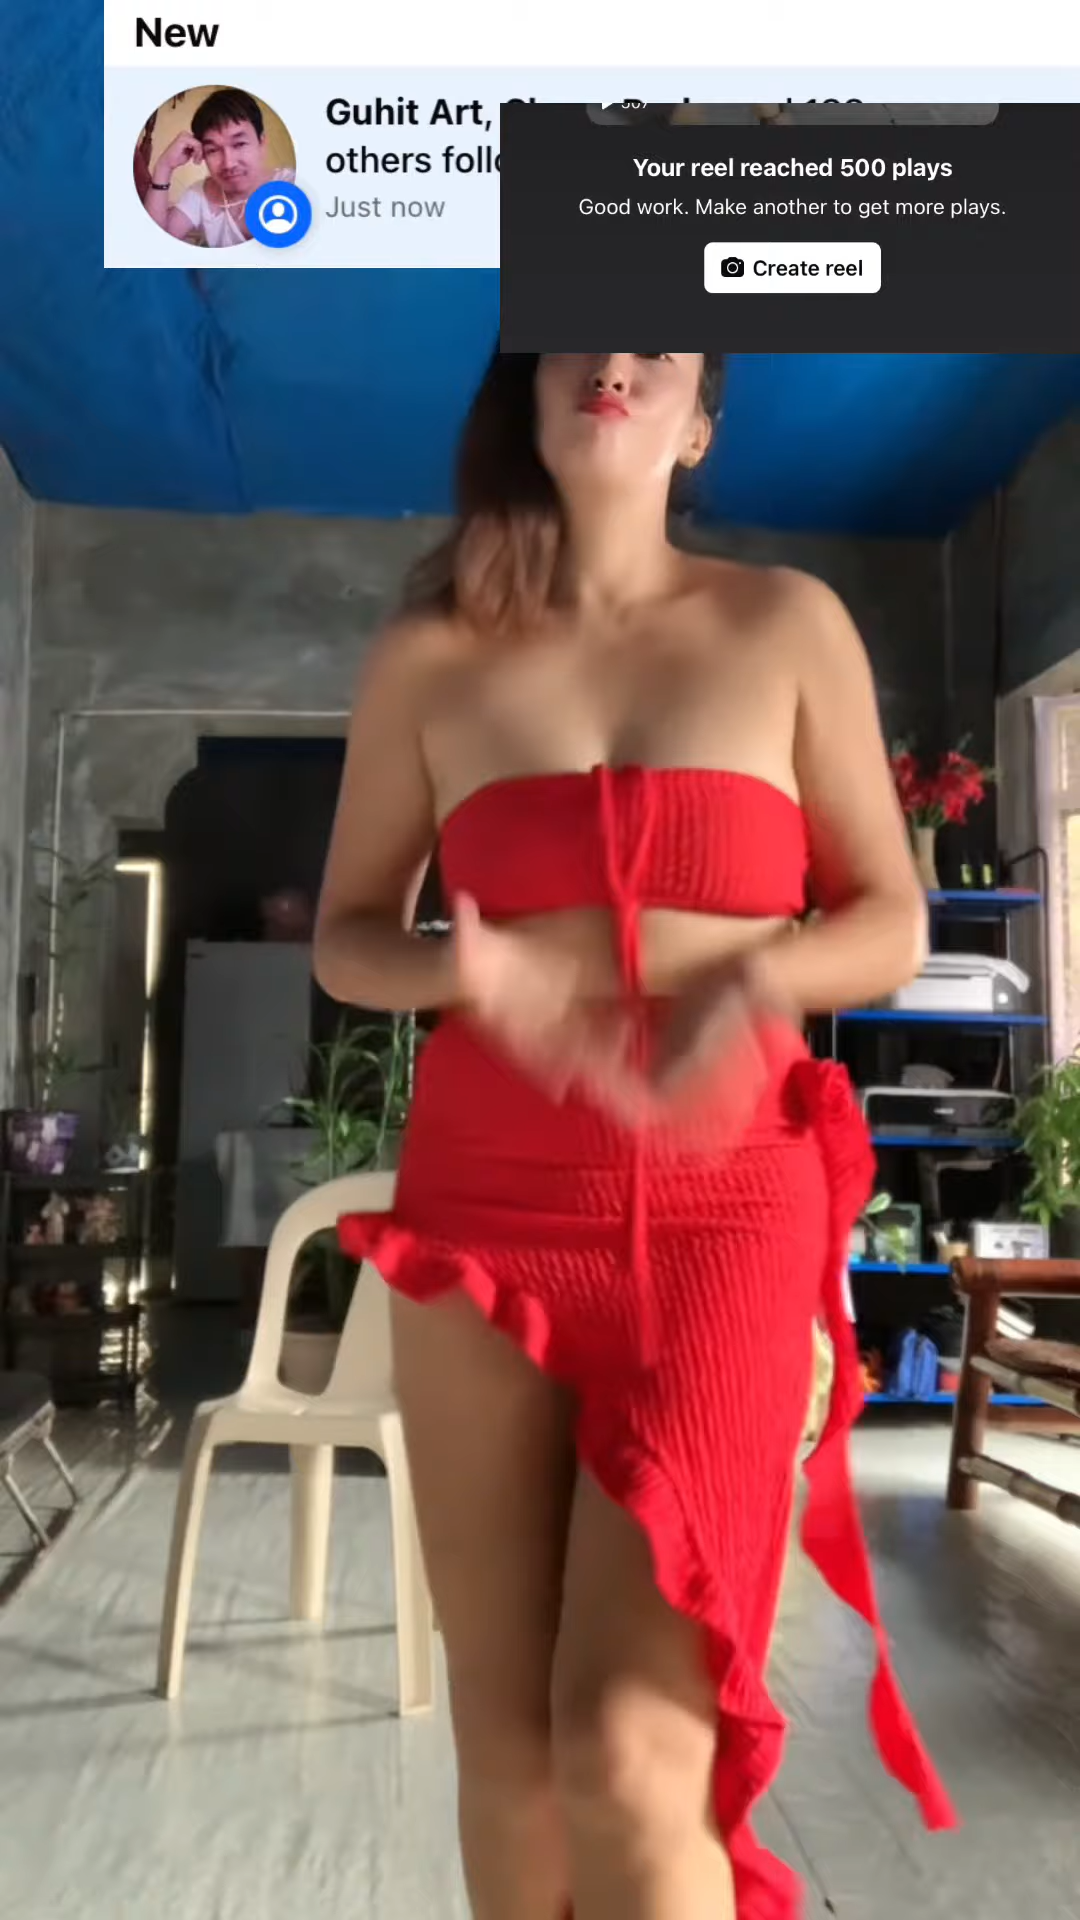 New
Guhit Art,
others
Just now
Your reel reached 500 plays
Good work. Make another to get more plays.
Create reel